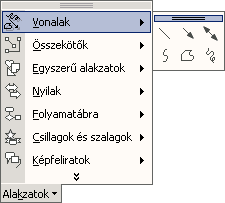 Vonalak
Összekötők
Egyszerű alakzatok
Nyilak
Folyamatábra
Csillagok és szalagok
Képfeliratok
Alakzatok